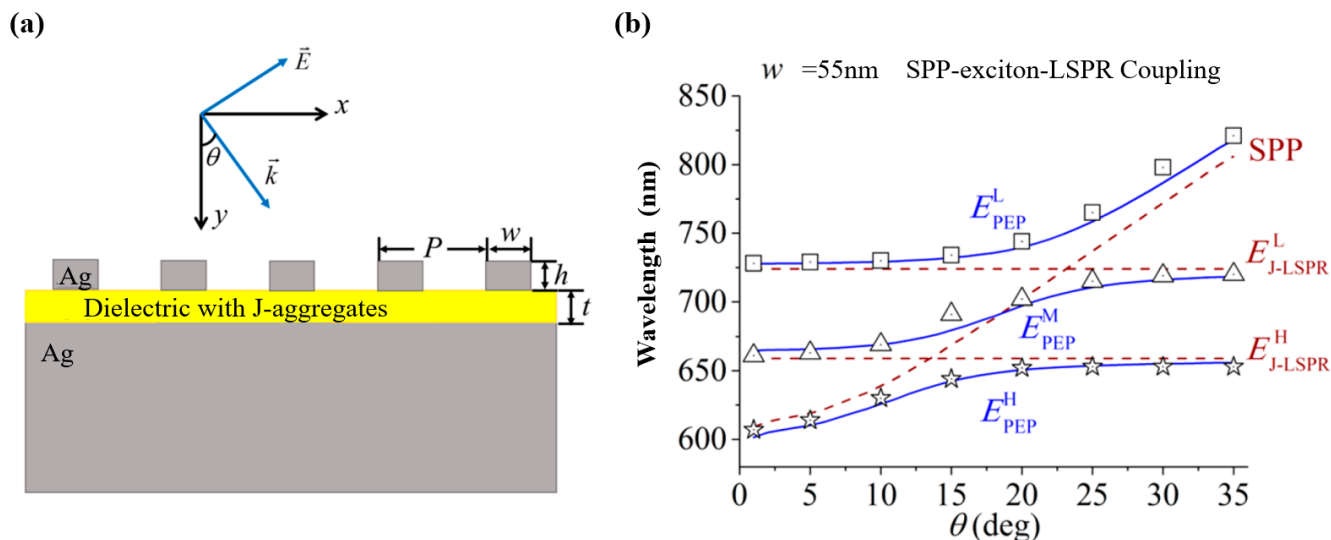 (a)
E
x
θ
k
y
P
w
h
Ag
t
Dielectric with J-aggregates
Ag
(b)
w =55nm SPP-exciton-LSPR Coupling
850
800
750
700
650
600
Wavelength (nm)
SPP
E^L_PEP
E^L_J-LSPR
E^M_PEP
E^H_J-LSPR
E^H_PEP
0 5 10 15 20 25 30 35
θ (deg)